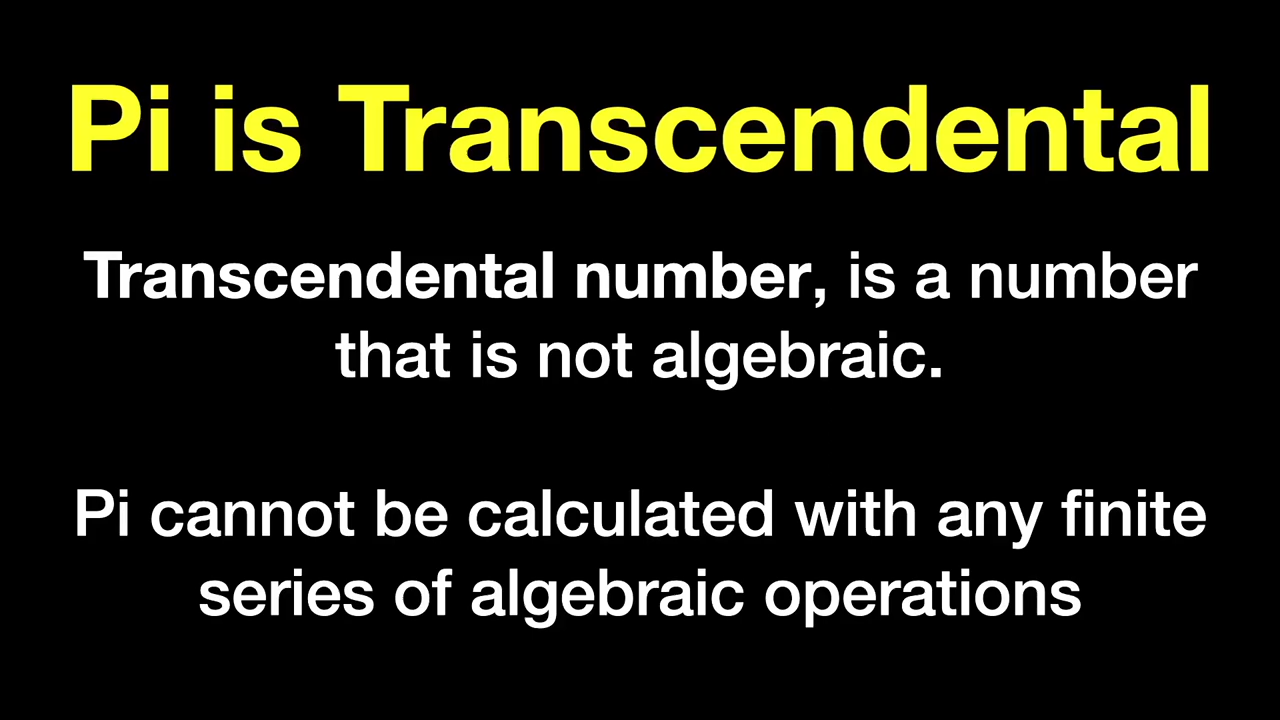 Pi is Transcendental
Transcendental number, is a number
that is not algebraic.
Pi cannot be calculated with any finite
series of algebraic operations